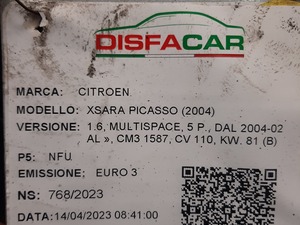 DISFACAR
MARCA: CITROEN
MODELLO: XSARA PICASSO (2004)
VERSIONE: 1.6, MULTISPACE, 5 P., DAL 2004-02
AL », CM3 1587, CV 110, KW. 81 (B)
P5: NFU
EMISSIONE: EURO 3
NS: 768/2023
DATA:14/04/2023 08:41:00